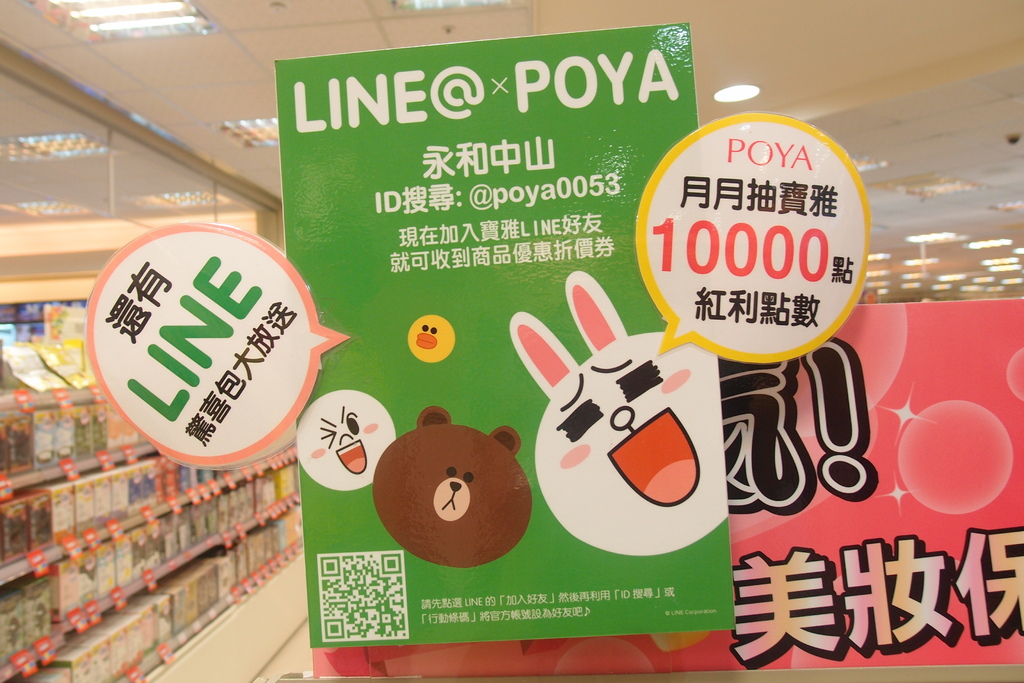 LINE@×POYA
永和中山
ID搜尋: @poya0053
現在加入寶雅LINE好友
就可收到商品優惠折價券
POYA
月月抽寶雅
10000點
紅利點數
還有
LINE
驚喜包大放送
請先點選 LINE 的「加入好友」然後再利用「ID 搜尋」或
「行動條碼」將官方帳號設為好友吧♪
© LINE Corporation
氣!
美妝保